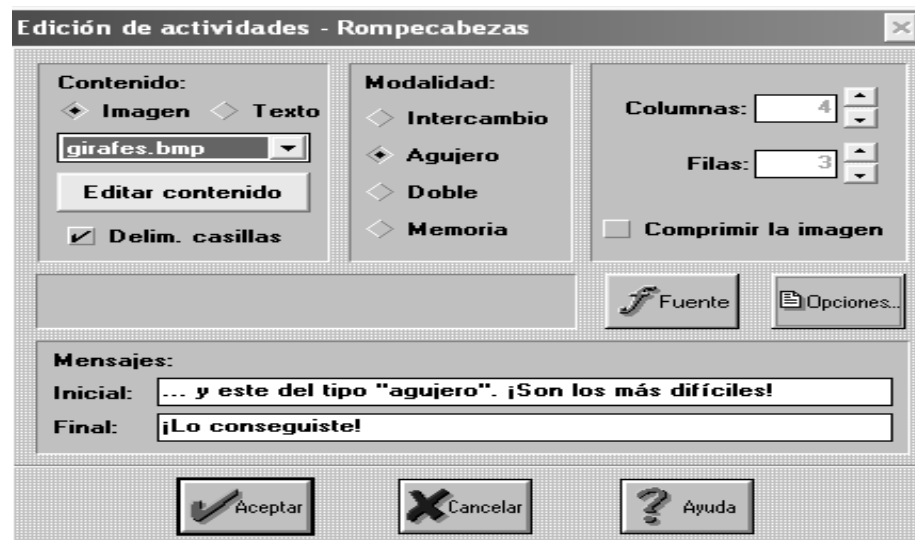 Edición de actividades - Rompecabezas
Contenido:
Imagen Texto
girafes.bmp
Editar contenido
Delim. casillas
Modalidad:
Intercambio
Agujero
Doble
Memoria
Columnas: 4
Filas: 3
Comprimir la imagen
Fuente
Opciones...
Mensajes:
Inicial: ... y este del tipo "agujero". ¡Son los más difíciles!
Final: ¡Lo conseguiste!
Aceptar
Cancelar
Ayuda